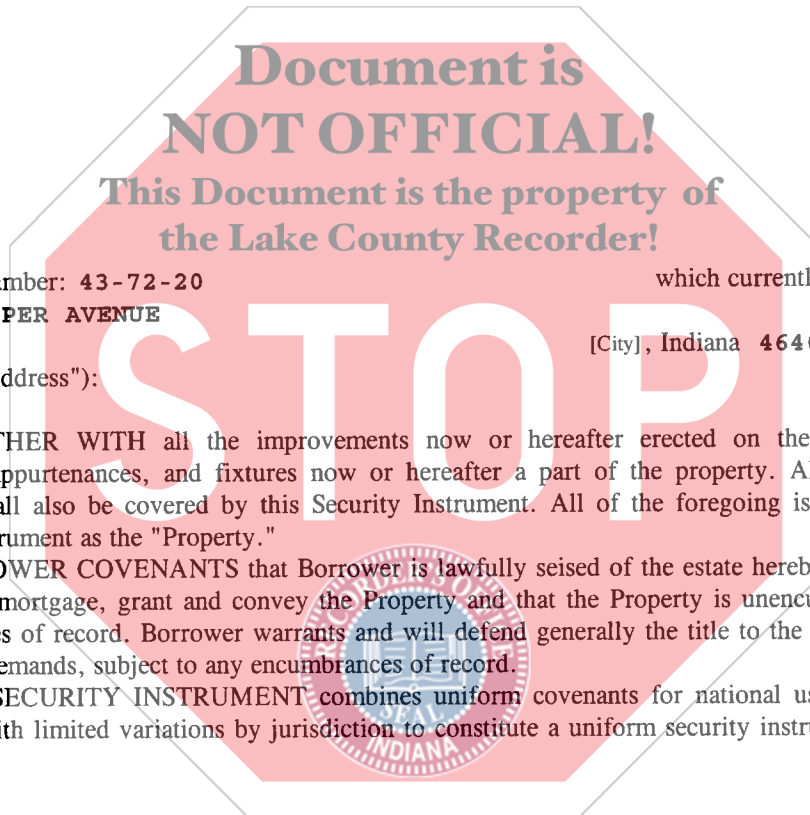 Document is
NOT OFFICIAL!
This Document is the property of
the Lake County Recorder!
mber: 43-72-20 which currentl
PER AVENUE
[City], Indiana 464
ddress"):
STOP
THER WITH all the improvements now or hereafter erected on the
ppurtenances, and fixtures now or hereafter a part of the property. A
all also be covered by this Security Instrument. All of the foregoing is
rument as the "Property."
OWER COVENANTS that Borrower is lawfully seised of the estate hereb
mortgage, grant and convey the Property and that the Property is unencu
s of record. Borrower warrants and will defend generally the title to the
emands, subject to any encumbrances of record.
SECURITY INSTRUMENT combines uniform covenants for national us
ith limited variations by jurisdiction to constitute a uniform security instru
RECORDER'S OFFICE
SEAL
INDIANA